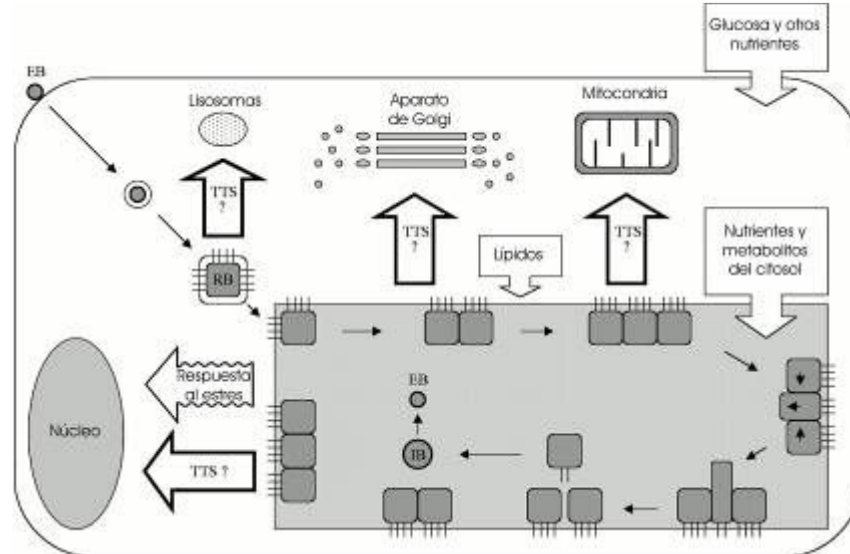 Glucosa y otros
nutrientes
EB
Lisosomas
Aparato
de Golgi
Mitocondria
TTS
?
TTS
?
TTS
?
Nutrientes y
metabolitos
del citosol
Lípidos
RB
Respuesta
al estres
EB
Núcleo
IB
TTS ?